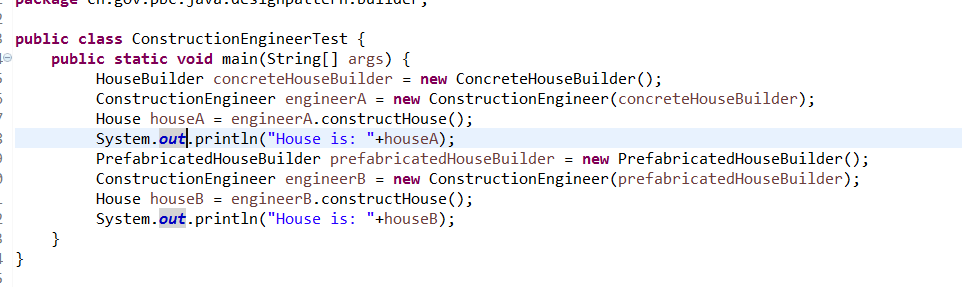 package cn.gov.pbc.java.designpattern.builder;
public class ConstructionEngineerTest {
public static void main(String[] args) {
HouseBuilder concreteHouseBuilder = new ConcreteHouseBuilder();
ConstructionEngineer engineerA = new ConstructionEngineer(concreteHouseBuilder);
House houseA = engineerA.constructHouse();
System.out.println("House is: "+houseA);
PrefabricatedHouseBuilder prefabricatedHouseBuilder = new PrefabricatedHouseBuilder();
ConstructionEngineer engineerB = new ConstructionEngineer(prefabricatedHouseBuilder);
House houseB = engineerB.constructHouse();
System.out.println("House is: "+houseB);
}
}